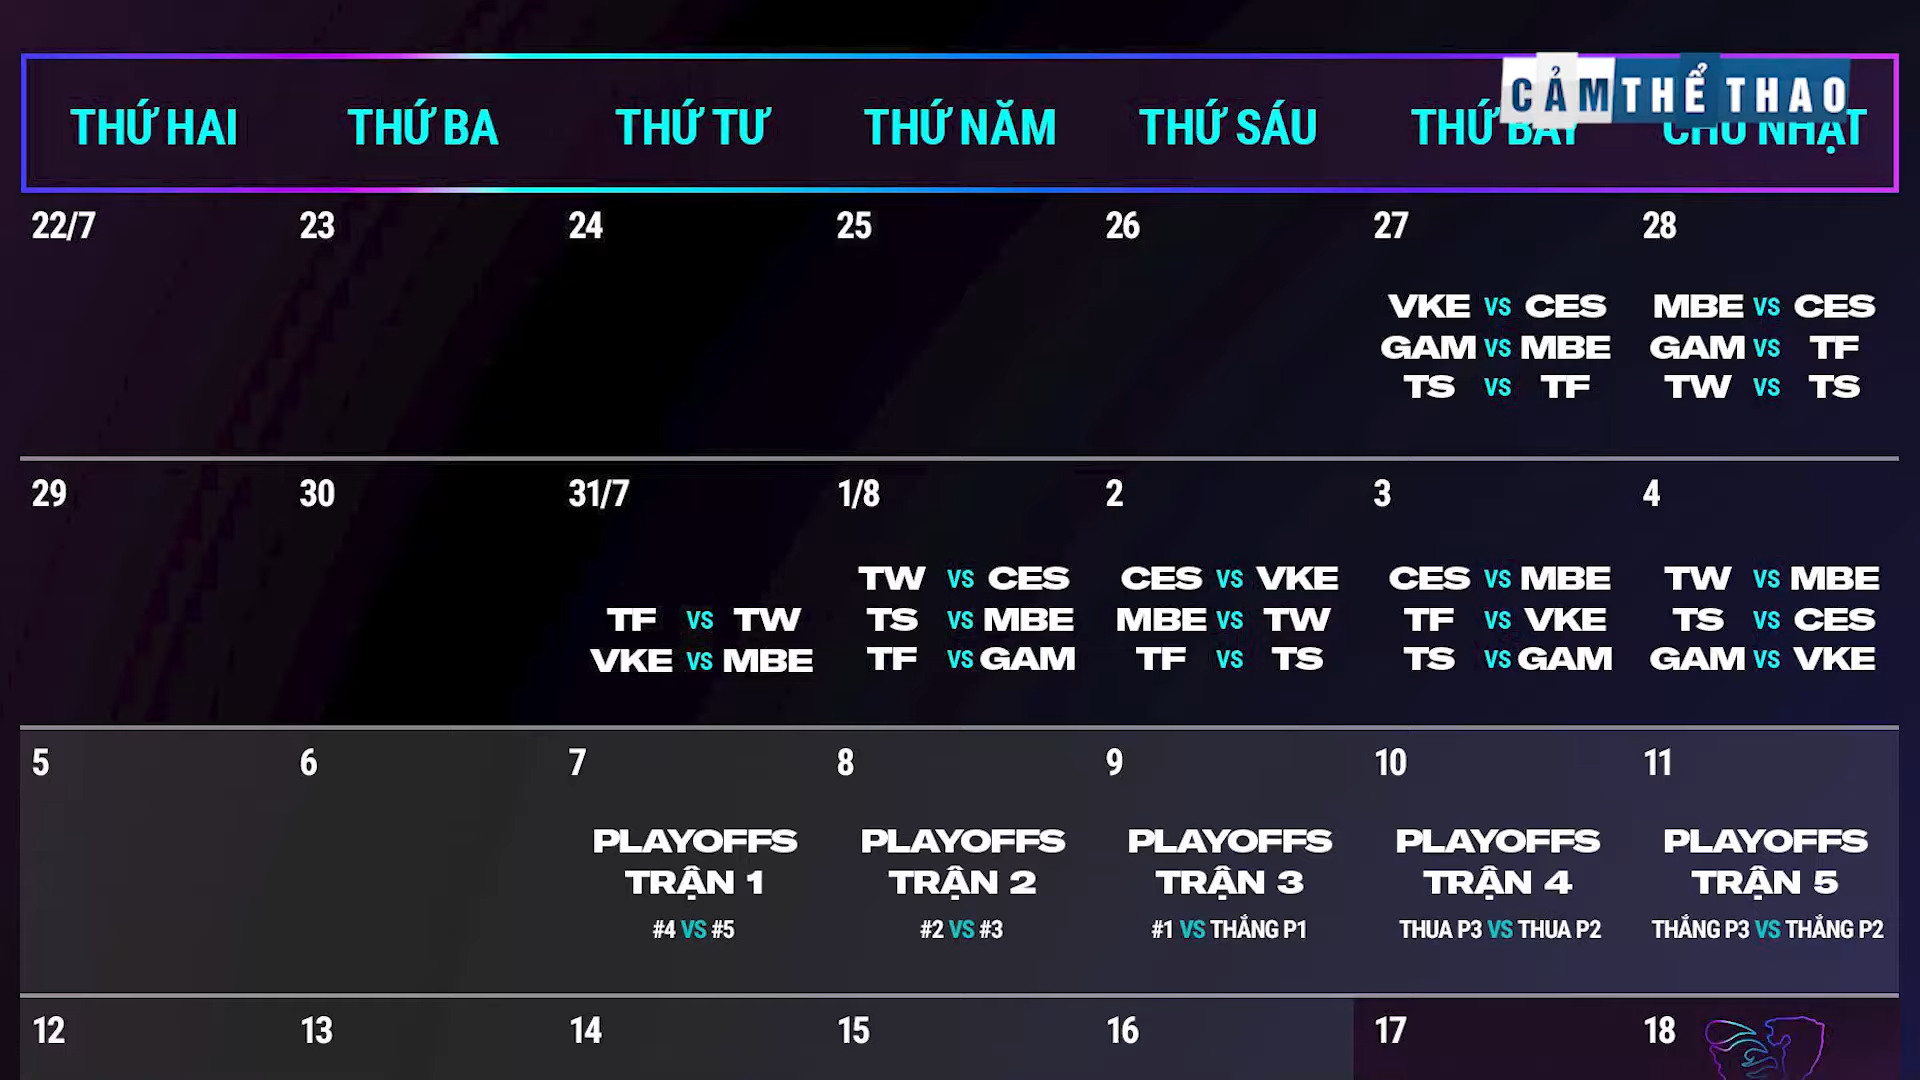 CẢM THỂ THAO
THỨ HAI THỨ BA THỨ TƯ THỨ NĂM THỨ SÁU THỨ BẢY CHỦ NHẬT
22/7 23 24 25 26 27 28
VKE VS CES
GAM VS MBE
TS VS TF
MBE VS CES
GAM VS TF
TW VS TS
29 30 31/7 1/8 2 3 4
TF VS TW
VKE VS MBE
TW VS CES
TS VS MBE
TF VS GAM
CES VS VKE
MBE VS TW
TF VS TS
CES VS MBE
TF VS VKE
TS VS GAM
TW VS MBE
TS VS CES
GAM VS VKE
5 6 7 8 9 10 11
PLAYOFFS
TRẬN 1
#4 VS #5
PLAYOFFS
TRẬN 2
#2 VS #3
PLAYOFFS
TRẬN 3
#1 VS THẮNG P1
PLAYOFFS
TRẬN 4
THUA P3 VS THUA P2
PLAYOFFS
TRẬN 5
THẮNG P3 VS THẮNG P2
12 13 14 15 16 17 18